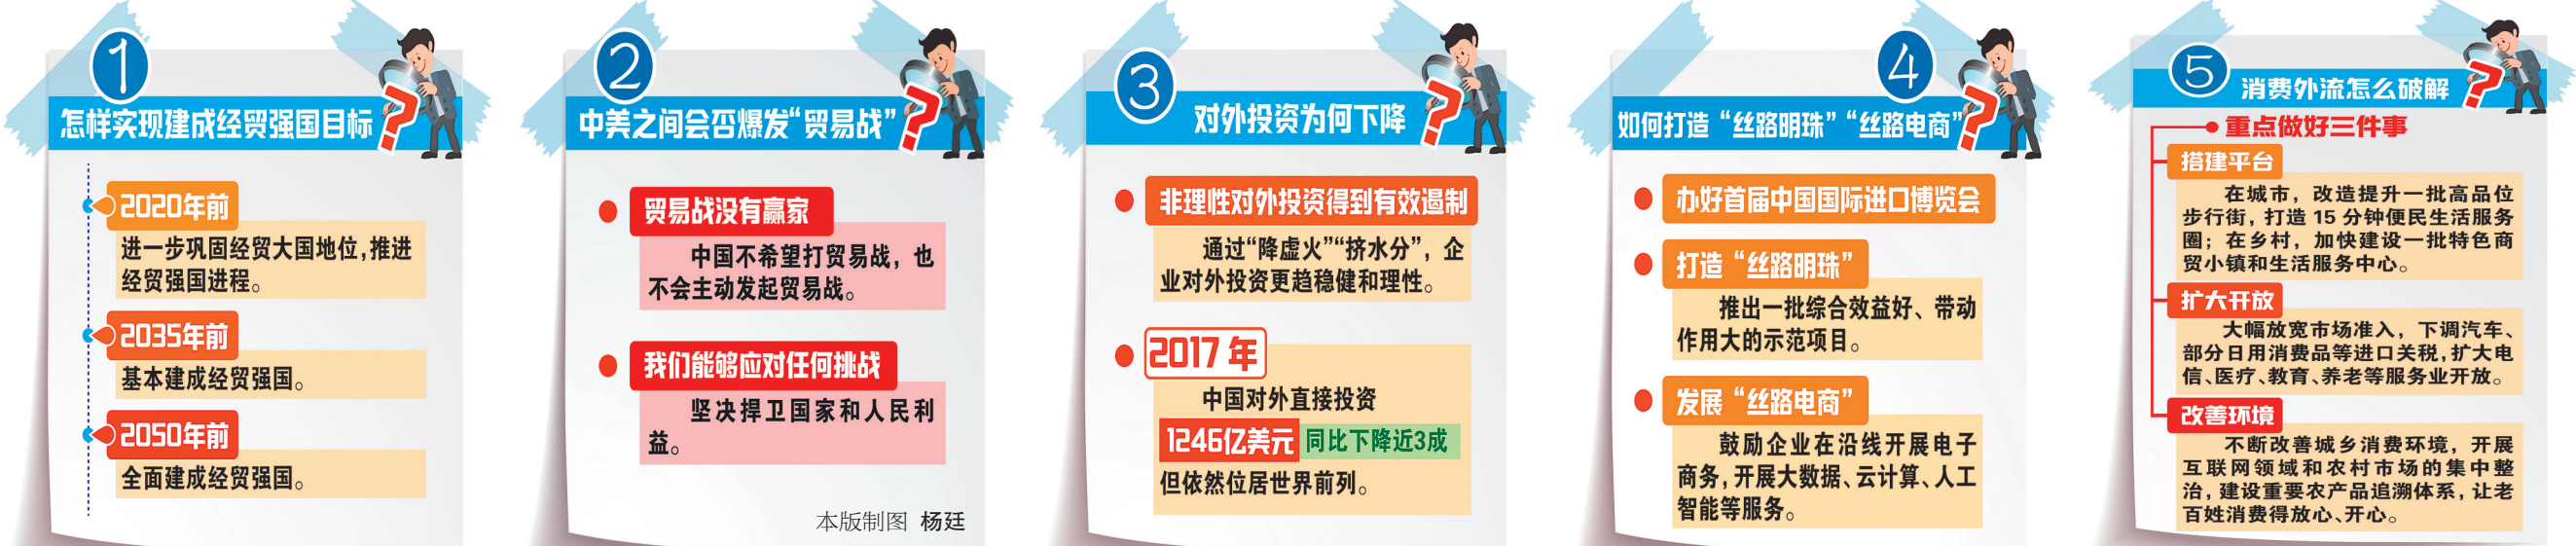 1
怎样实现建成经贸强国目标
?
2020年前
进一步巩固经贸大国地位,推进
经贸强国进程。
2035年前
基本建成经贸强国。
2050年前
全面建成经贸强国。
2
中美之间会否爆发“贸易战”
?
贸易战没有赢家
中国不希望打贸易战，也
不会主动发起贸易战。
我们能够应对任何挑战
坚决捍卫国家和人民利
益。
本版制图 杨廷
3
对外投资为何下降
?
非理性对外投资得到有效遏制
通过“降虚火”“挤水分”，企
业对外投资更趋稳健和理性。
2017年
中国对外直接投资
1246亿美元 同比下降近3成
但依然位居世界前列。
4
如何打造“丝路明珠”“丝路电商”
?
办好首届中国国际进口博览会
打造“丝路明珠”
推出一批综合效益好、带动
作用大的示范项目。
发展“丝路电商”
鼓励企业在沿线开展电子
商务,开展大数据、云计算、人工
智能等服务。
5
消费外流怎么破解
?
重点做好三件事
搭建平台
在城市，改造提升一批高品位
步行街,打造15分钟便民生活服务
圈；在乡村，加快建设一批特色商
贸小镇和生活服务中心。
扩大开放
大幅放宽市场准入，下调汽车、
部分日用消费品等进口关税,扩大电
信、医疗、教育、养老等服务业开放。
改善环境
不断改善城乡消费环境，开展
互联网领域和农村市场的集中整
治,建设重要农产品追溯体系,让老
百姓消费得放心、开心。